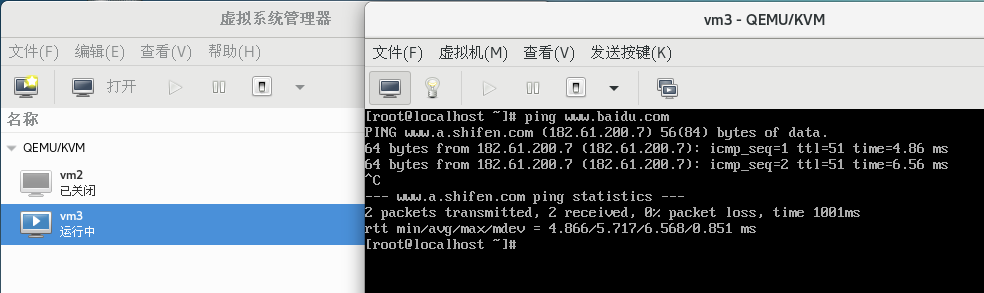 虚拟系统管理器
文件(F) 编辑(E) 查看(V) 帮助(H)
打开
名称
QEMU/KVM
vm2
已关闭
vm3
运行中
vm3 - QEMU/KVM
文件(F) 虚拟机(M) 查看(V) 发送按键(K)
[root@localhost ~]# ping www.baidu.com
PING www.a.shifen.com (182.61.200.7) 56(84) bytes of data.
64 bytes from 182.61.200.7 (182.61.200.7): icmp_seq=1 ttl=51 time=4.86 ms
64 bytes from 182.61.200.7 (182.61.200.7): icmp_seq=2 ttl=51 time=6.56 ms
^C
--- www.a.shifen.com ping statistics ---
2 packets transmitted, 2 received, 0% packet loss, time 1001ms
rtt min/avg/max/mdev = 4.866/5.717/6.568/0.851 ms
[root@localhost ~]#